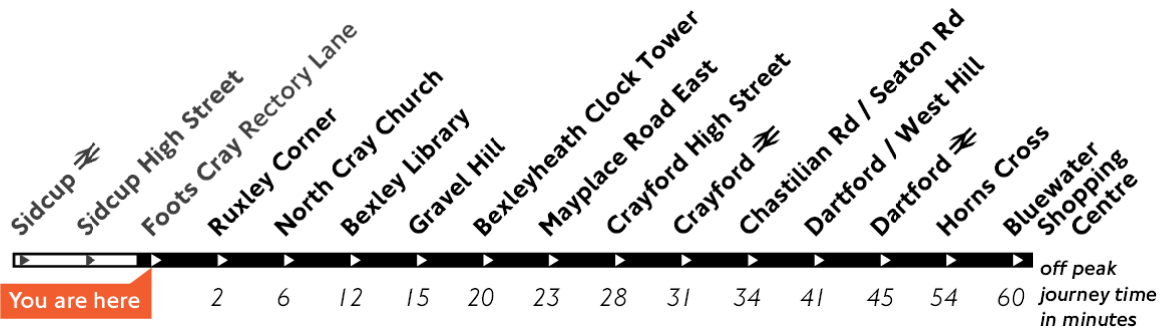 Sidcup
Sidcup High Street
Foots Cray Rectory Lane
Ruxley Corner
North Cray Church
Bexley Library
Gravel Hill
Bexleyheath Clock Tower
Mayplace Road East
Crayford High Street
Crayford
Chastilian Rd / Seaton Rd
Dartford / West Hill
Dartford
Horns Cross
Bluewater
Shopping
Centre
You are here
2 6 12 15 20 23 28 31 34 41 45 54 60
off peak
journey time
in minutes